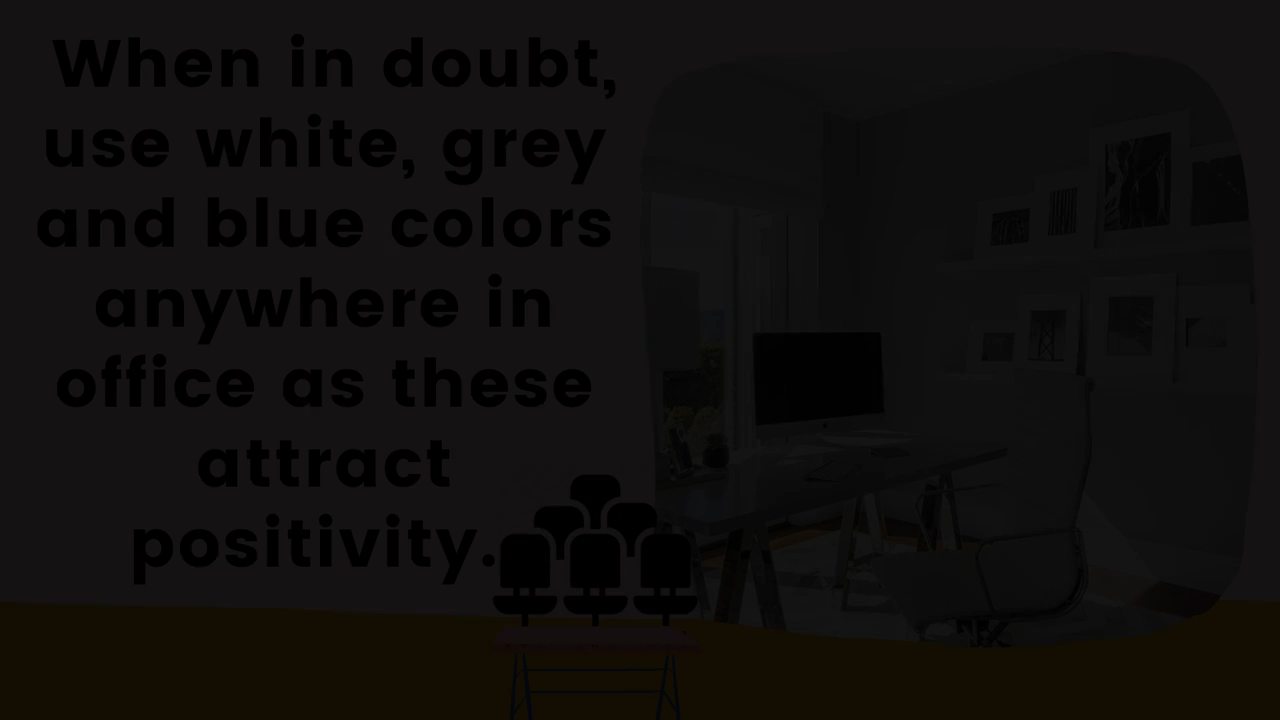 When in doubt,
use white, grey
and blue colors
anywhere in
office as these
attract
positivity.